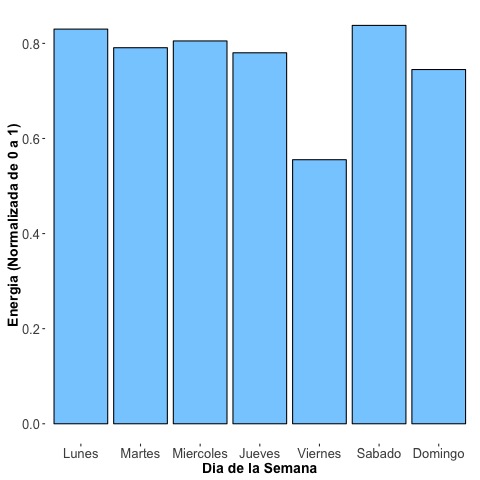 Energia (Normalizada de 0 a 1)
0.8
0.6
0.4
0.2
0.0
Lunes Martes Miercoles Jueves Viernes Sabado Domingo
Dia de la Semana